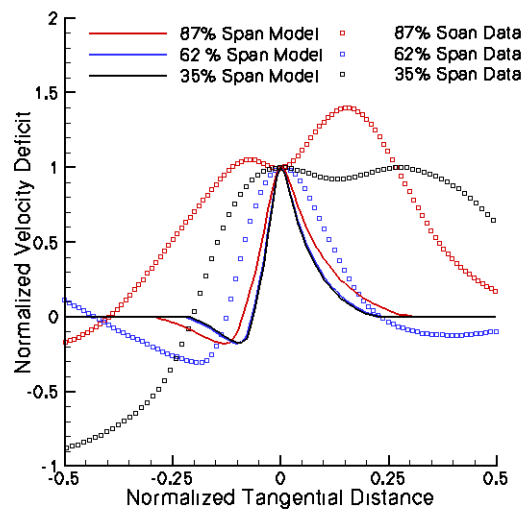 87% Span Model
87% Soan Data
62 % Span Model
62% Span Data
35% Span Model
35% Span Data
Normalized Velocity Deficit
2
1.5
1
0.5
0
-0.5
-1
-0.5
-0.25
0
0.25
0.5
Normalized Tangential Distance